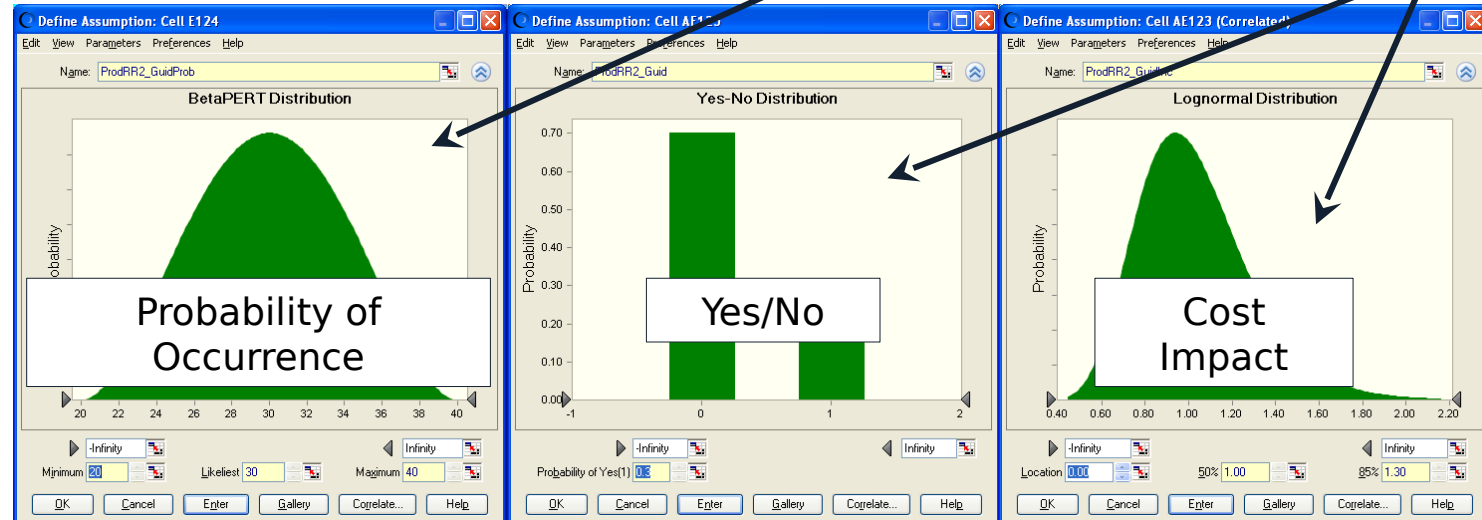 Define Assumption: Cell E124
Edit View Parameters Preferences Help
Name: ProdRR2_GuidProb
BetaPERT Distribution
Probability of
Occurrence
20 22 24 26 28 30 32 34 36 38 40
-Infinity Infinity
Minimum 20 Likeliest 30 Maximum 40
OK Cancel Enter Gallery Correlate... Help
Define Assumption: Cell
Edit View Parameters Preferences Help
Name: ProdRR2_Guid
Yes-No Distribution
Probability
0.70
0.60
0.50
0.40
0.30
0.20
0.10
0.00
Yes/No
-1 0 1 2
-Infinity Infinity
Probability of Yes(1) 0.3
OK Cancel Enter Gallery Correlate... Help
Define Assumption: Cell AE123 (Correlated)
Edit View Parameters Preferences Help
Name:
Lognormal Distribution
Probability
Cost
Impact
0.40 0.60 0.80 1.00 1.20 1.40 1.60 1.80 2.00 2.20
-Infinity Infinity
Location 0.00 50% 1.00 85% 1.30
OK Cancel Enter Gallery Correlate... Help